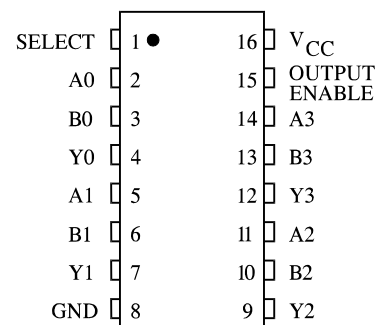 SELECT 1 16 VCC
A0 2 15 OUTPUT ENABLE
B0 3 14 A3
Y0 4 13 B3
A1 5 12 Y3
B1 6 11 A2
Y1 7 10 B2
GND 8 9 Y2